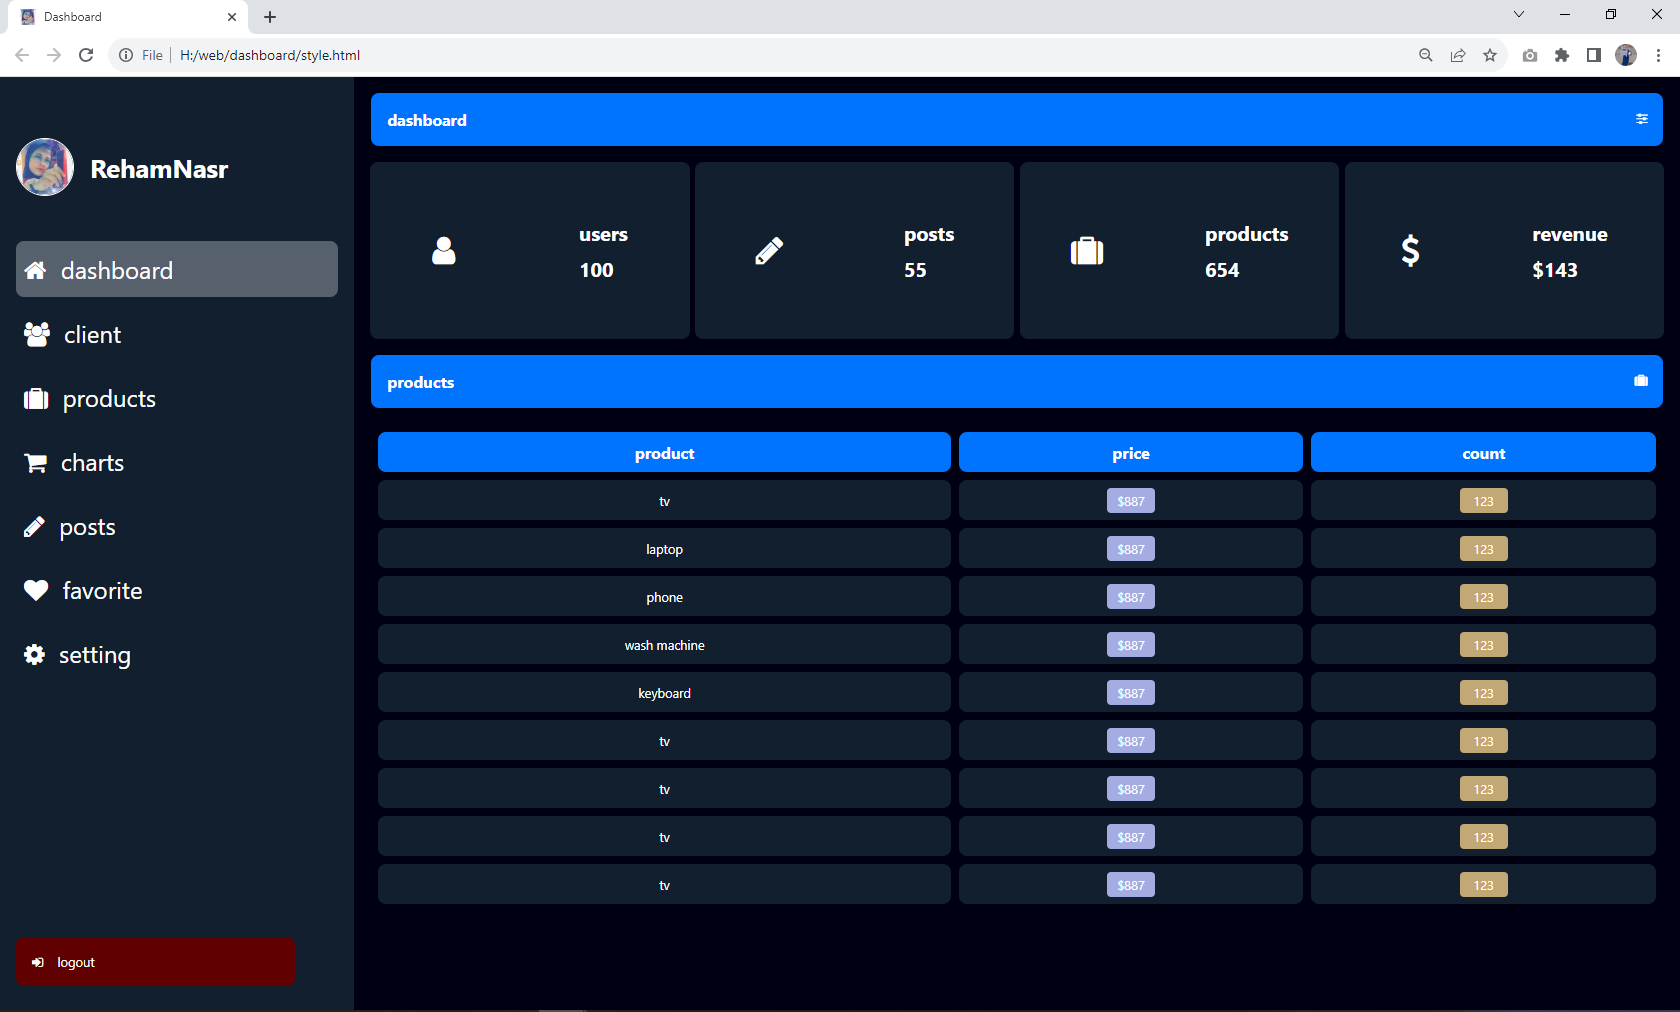 Dashboard
File
H:/web/dashboard/style.html
RehamNasr
dashboard
client
products
charts
posts
favorite
setting
logout
dashboard
users
100
posts
55
products
654
revenue
$143
products
product price count
tv $887 123
laptop $887 123
phone $887 123
wash machine $887 123
keyboard $887 123
tv $887 123
tv $887 123
tv $887 123
tv $887 123